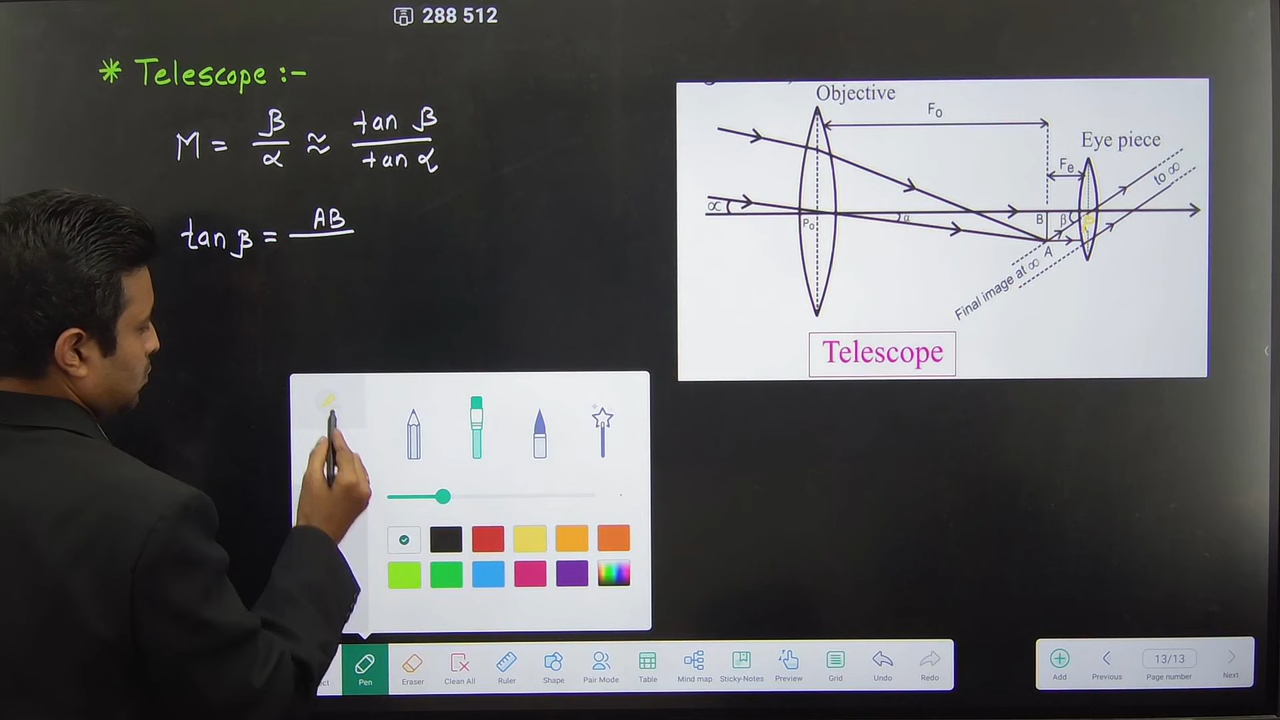 288 512
* Telescope :-
M = β/α ≈ tan β/tan α
tan β = AB
Objective
F₀
Eye piece
Fₑ
to ∞
α
P₀
α
B
β
A
Final image at ∞
Telescope
Pen
Eraser
Clean All
Ruler
Shape
Pair Mode
Table
Mind map
Sticky-Notes
Preview
Grid
Undo
Redo
Add
Previous
13/13
Page number
Next